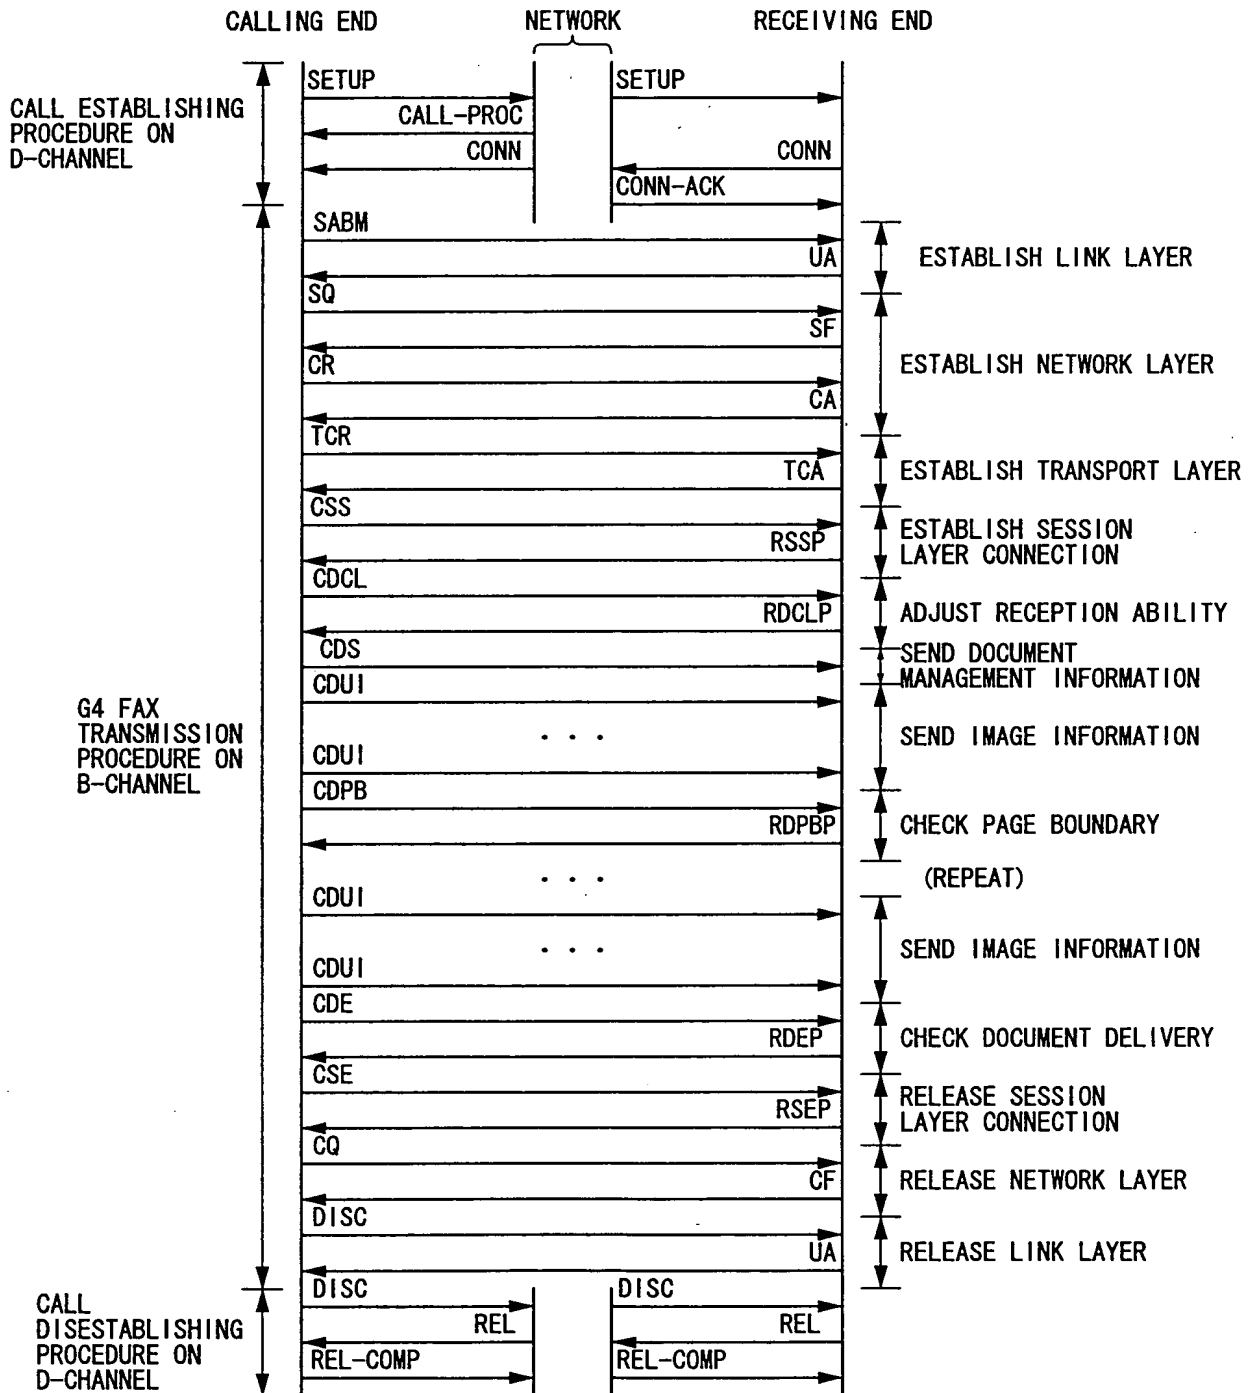 CALLING END NETWORK RECEIVING END
SETUP SETUP
CALL ESTABLISHING
PROCEDURE ON
D-CHANNEL
CALL-PROC
CONN CONN
CONN-ACK
SABM
UA
ESTABLISH LINK LAYER
SQ
SF
CR
ESTABLISH NETWORK LAYER
CA
TCR
TCA
ESTABLISH TRANSPORT LAYER
CSS
RSSP
ESTABLISH SESSION
LAYER CONNECTION
CDCL
RDCLP
ADJUST RECEPTION ABILITY
CDS
SEND DOCUMENT
MANAGEMENT INFORMATION
CDUI
G4 FAX
TRANSMISSION
PROCEDURE ON
B-CHANNEL
...
SEND IMAGE INFORMATION
CDUI
CDPB
RDPBP
CHECK PAGE BOUNDARY
...
(REPEAT)
CDUI
...
SEND IMAGE INFORMATION
CDUI
CDE
RDEP
CHECK DOCUMENT DELIVERY
CSE
RSEP
RELEASE SESSION
LAYER CONNECTION
CQ
CF
RELEASE NETWORK LAYER
DISC
UA
RELEASE LINK LAYER
DISC DISC
CALL
DISESTABLISHING
PROCEDURE ON
D-CHANNEL
REL REL
REL-COMP REL-COMP